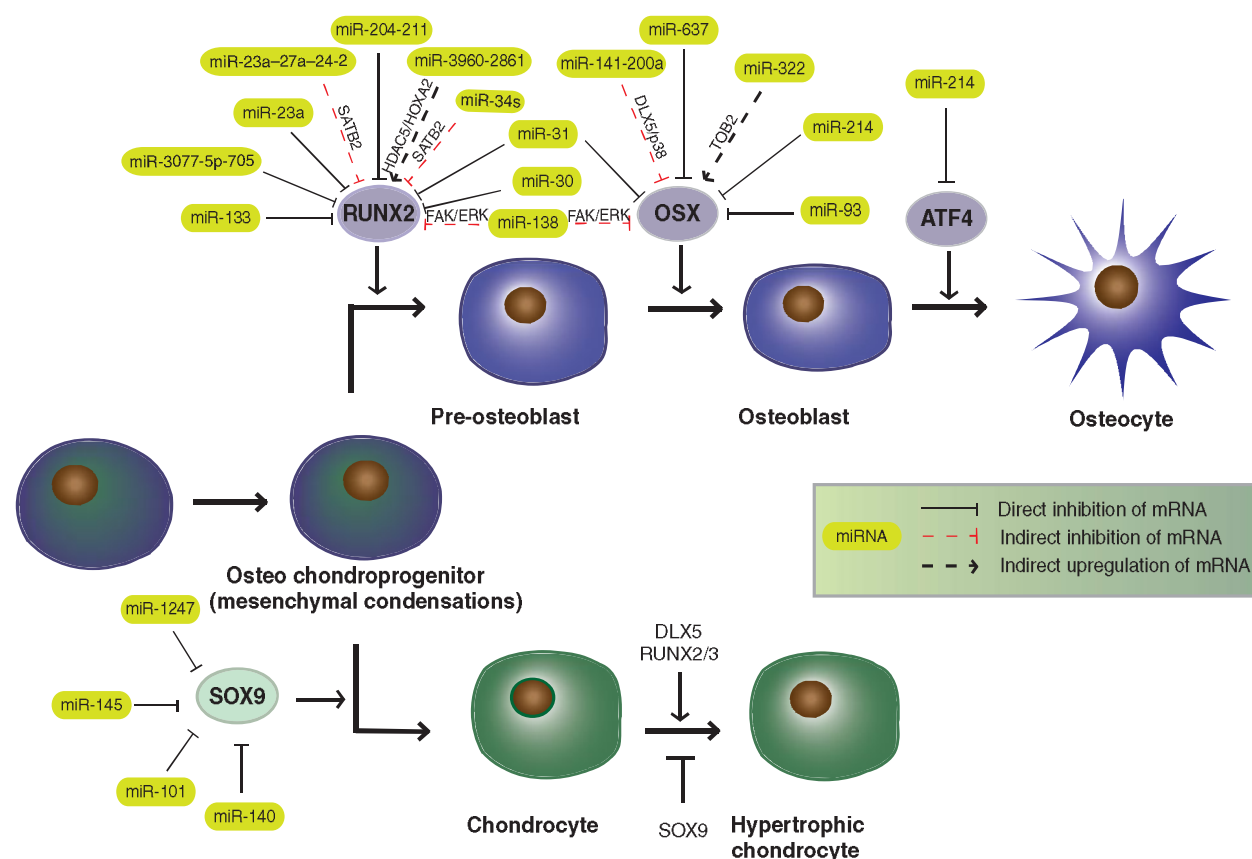 miR-204-211
miR-637
miR-23a–27a–24-2
miR-3960-2861
miR-141-200a
miR-322
miR-214
miR-34s
miR-23a
SATB2
HDAC5/HOXA2
SATB2
miR-31
DLX5/p38
TOB2
miR-214
miR-3077-5p-705
miR-30
miR-133
RUNX2
FAK/ERK
miR-138
FAK/ERK
OSX
miR-93
ATF4
Pre-osteoblast
Osteoblast
Osteocyte
miRNA
Direct inhibition of mRNA
Indirect inhibition of mRNA
Indirect upregulation of mRNA
Osteo chondroprogenitor
(mesenchymal condensations)
miR-1247
SOX9
miR-145
miR-101
miR-140
DLX5
RUNX2/3
SOX9
Chondrocyte
Hypertrophic
chondrocyte